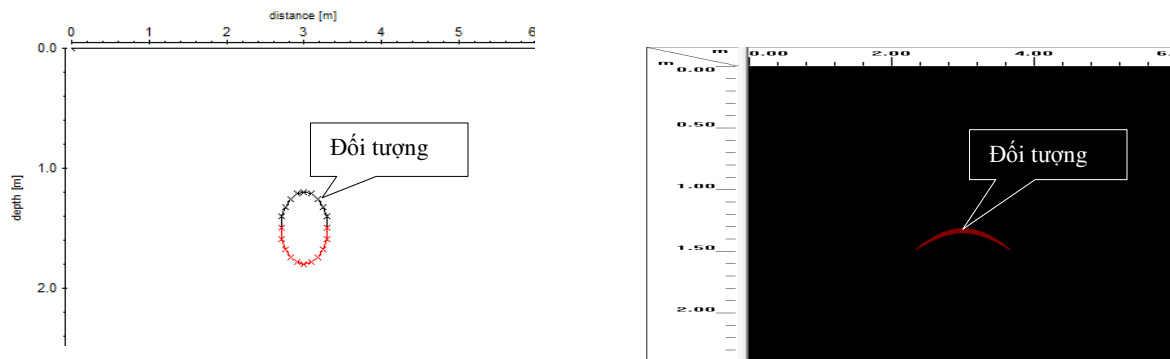 distance [m]
0 1 2 3 4 5 6
0.0
Đối tượng
1.0
depth [m]
2.0
m 0.00 2.00 4.00 6.
m 0.00
0.50
Đối tượng
1.00
1.50
2.00